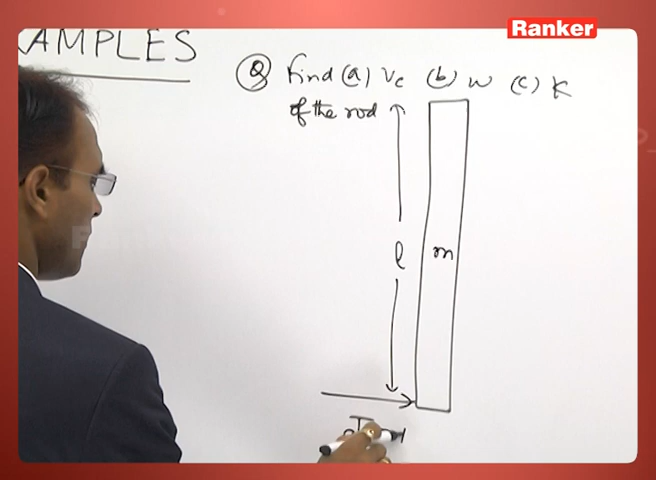 Ranker
AMPLES
Q Find (a) Vc (b) w (c) K
of the rod
l
m
J